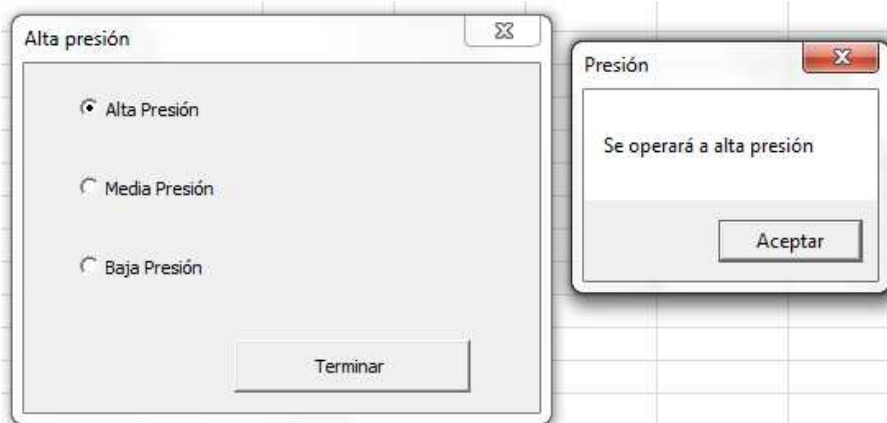 Alta presión
Alta Presión
Media Presión
Baja Presión
Terminar
Presión
Se operará a alta presión
Aceptar